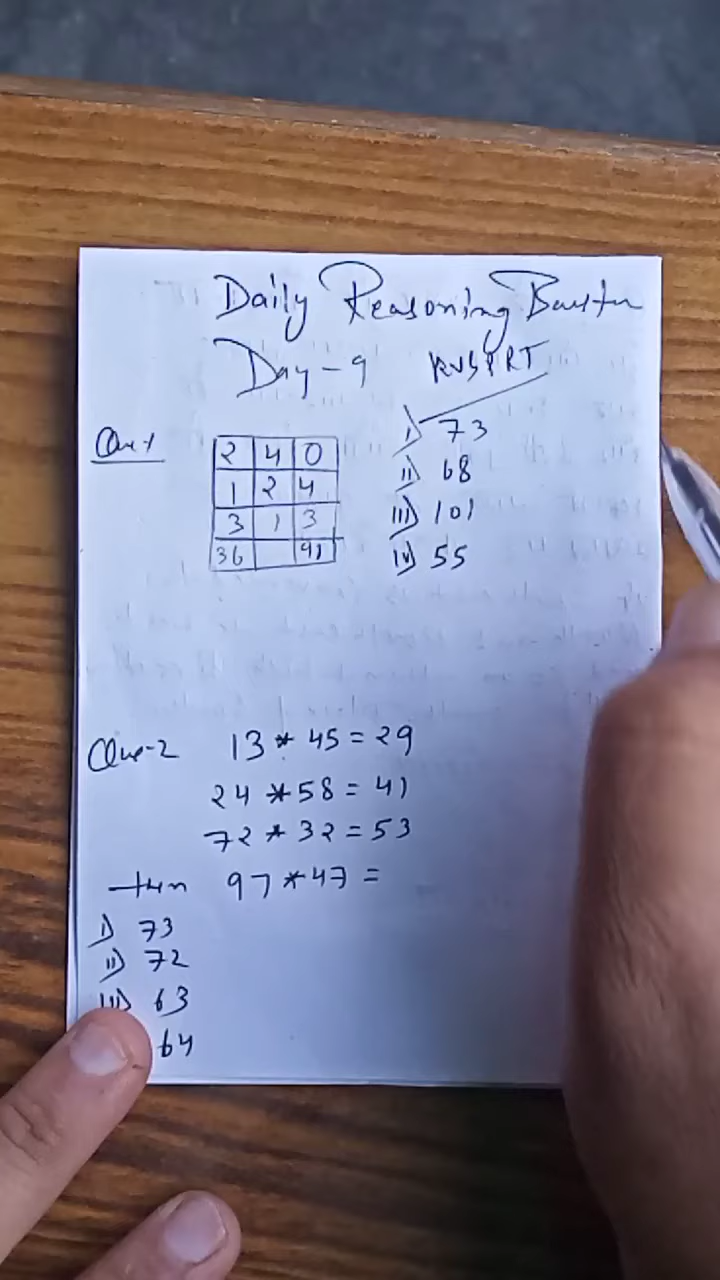 Daily Reasoning Bauster
Day-9 KVS PRT
Que-1
2 4 0
1 2 4
3 1 3
36 91
i) 73
ii) 68
iii) 101
iv) 55
Que-2 13 * 45 = 29
24 * 58 = 41
72 * 32 = 53
then 97 * 47 =
i) 73
ii) 72
iii) 63
64